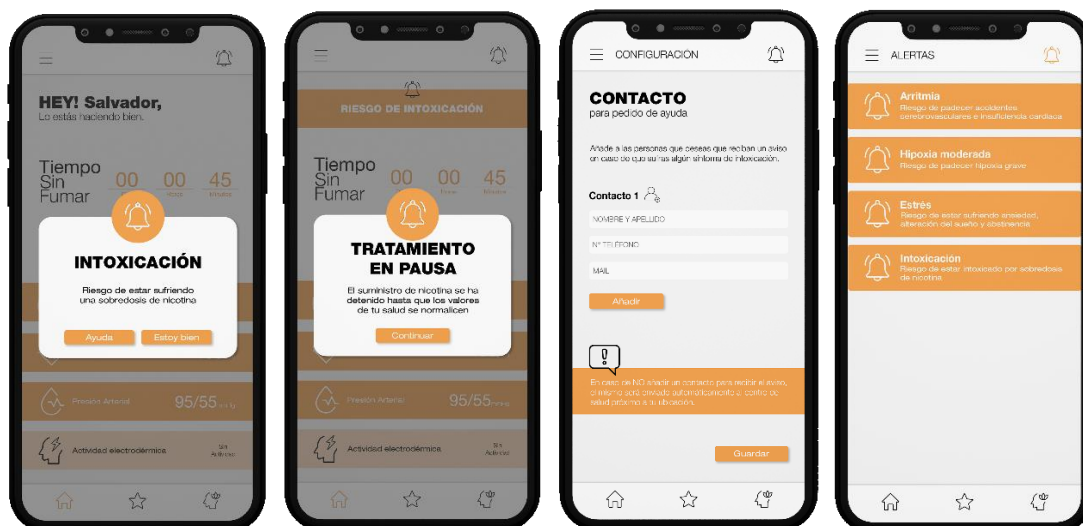 HEY! Salvador,
Lo estás haciendo bien.
Tiempo
Sin
Fumar
00 00 45
INTOXICACIÓN
Riesgo de estar sufriendo
una sobredosis de nicotina
Ayuda
Estoy bien
Presión Arterial
95/55
Actividad electrodérmica
RIESGO DE INTOXICACIÓN
Tiempo
Sin
Fumar
00 00 45
TRATAMIENTO
EN PAUSA
El suministro de nicotina se ha
detenido hasta que los valores
de tu salud se normalicen
Continuar
Presión Arterial
95/55
Actividad electrodérmica
CONFIGURACIÓN
CONTACTO
para pedido de ayuda
Añade a las personas que deseas que reciban un aviso
en caso de que sufras algún síntoma de intoxicación.
Contacto 1
NOMBRE Y APELLIDO
N° TELÉFONO
MAIL
Añadir
En caso de NO añadir un contacto para recibir el aviso,
el mismo será enviado automáticamente al centro de
salud próximo a tu ubicación.
Guardar
ALERTAS
Arritmia
Riesgo de padecer accidentes
cerebrovasculares e insuficiencia cardiaca
Hipoxia moderada
Riesgo de padecer hipoxia grave
Estrés
Riesgo de estar sufriendo ansiedad,
alteración del sueño y abstinencia
Intoxicación
Riesgo de estar intoxicado por sobredosis
de nicotina